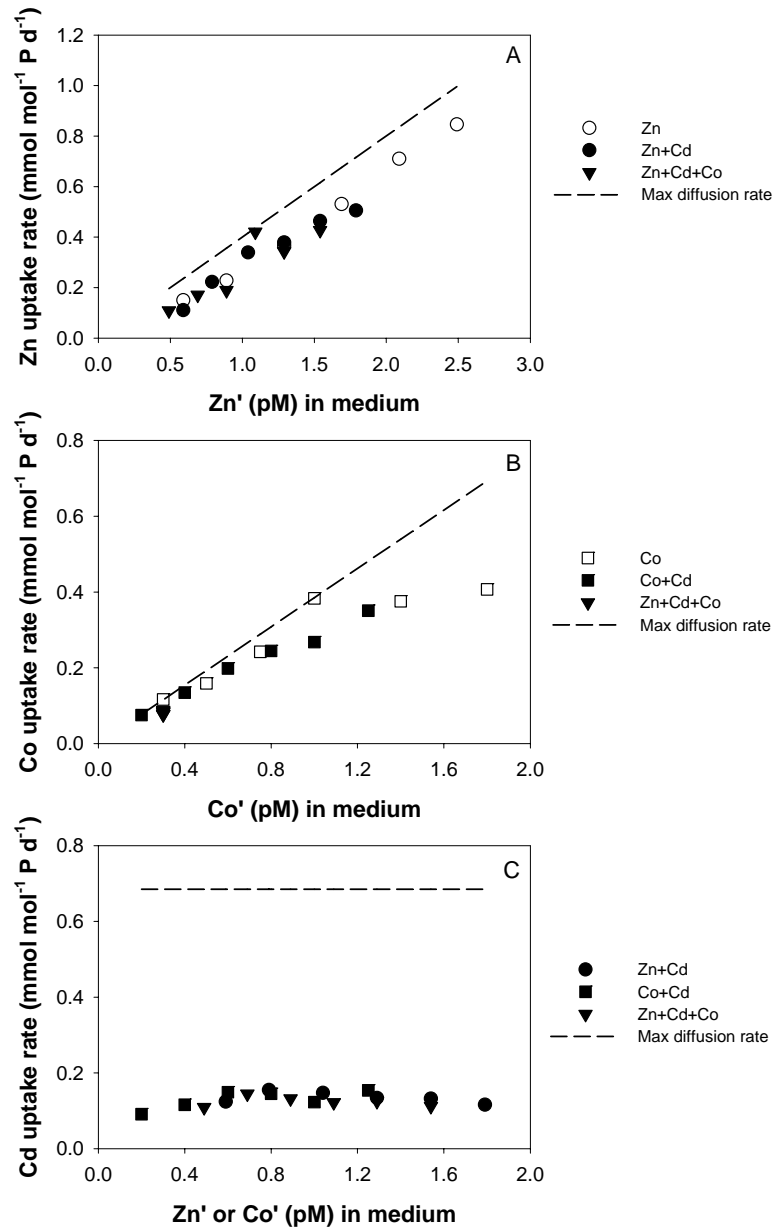 A
Zn uptake rate (mmol mol⁻¹ P d⁻¹)
1.2
1.0
0.8
0.6
0.4
0.2
0.0
0.0 0.5 1.0 1.5 2.0 2.5 3.0
Zn' (pM) in medium
Zn
Zn+Cd
Zn+Cd+Co
Max diffusion rate
B
Co uptake rate (mmol mol⁻¹ P d⁻¹)
0.8
0.6
0.4
0.2
0.0
0.0 0.4 0.8 1.2 1.6 2.0
Co' (pM) in medium
Co
Co+Cd
Zn+Cd+Co
Max diffusion rate
C
Cd uptake rate (mmol mol⁻¹ P d⁻¹)
0.8
0.6
0.4
0.2
0.0
0.0 0.4 0.8 1.2 1.6 2.0
Zn' or Co' (pM) in medium
Zn+Cd
Co+Cd
Zn+Cd+Co
Max diffusion rate